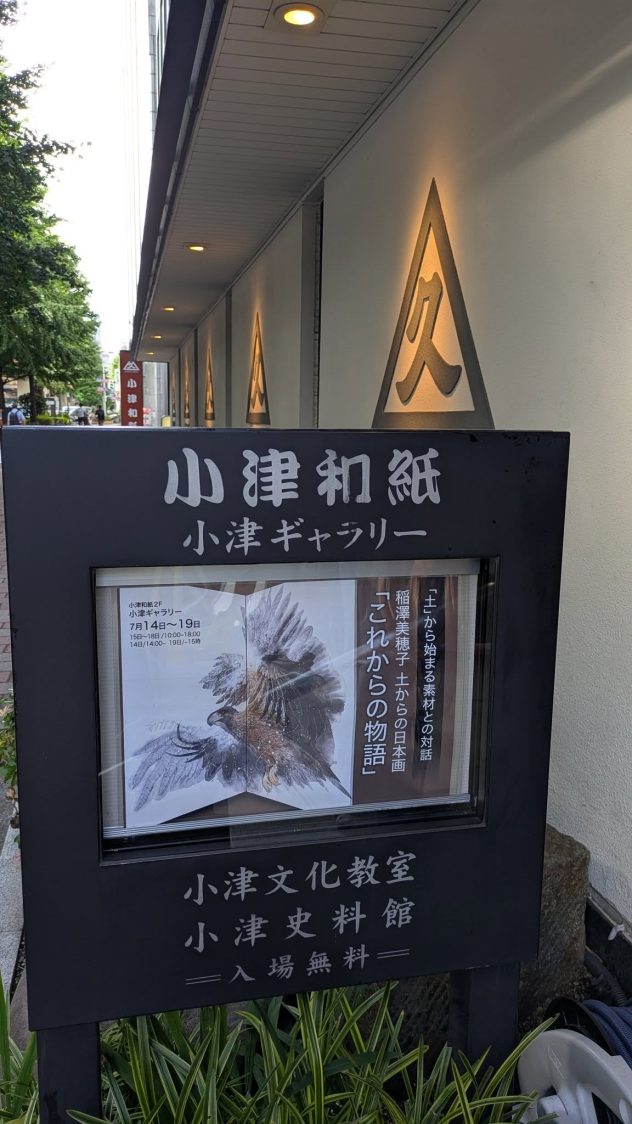 久
小津和紙
小津和紙
小津ギャラリー
小津和紙2F
小津ギャラリー
7月14日〜19日
15日〜18日/10:00〜18:00
14日/14:00〜 19日/〜15時
「土」から始まる素材との対話
稲澤美穂子 土からの日本画
「これからの物語」
小津文化教室
小津史料館
入場無料